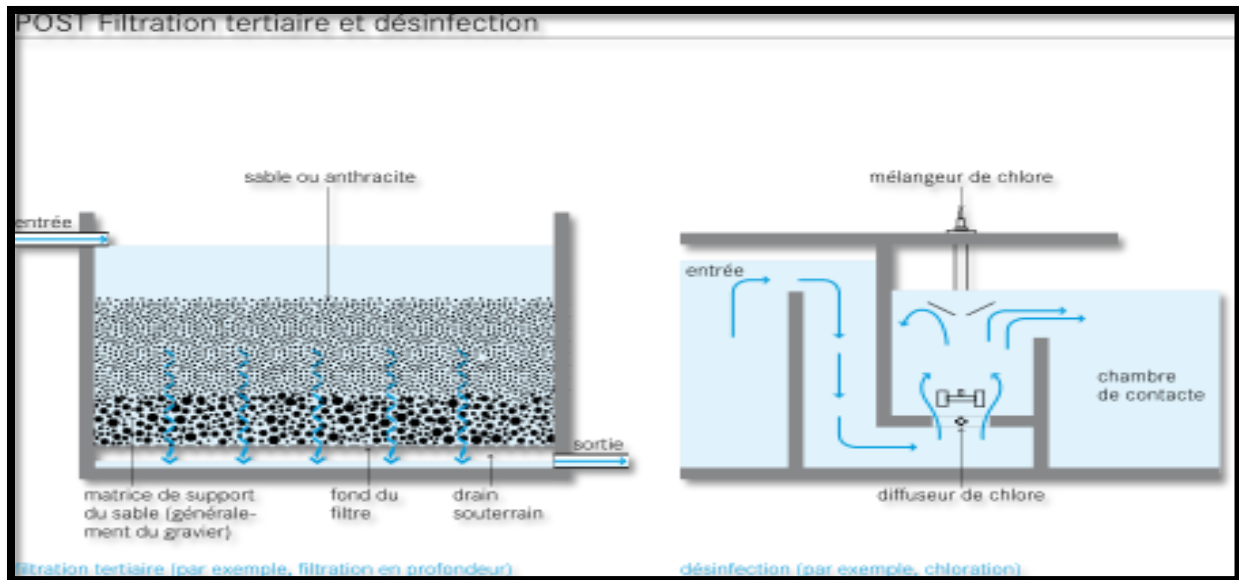 POST Filtration tertiaire et désinfection
sable ou anthracite
entrée
sortie
matrice de support
du sable (générale-
ment du gravier)
fond du
filtre
drain
souterrain
filtration tertiaire (par exemple, filtration en profondeur)
mélangeur de chlore
entrée
chambre
de contacte
diffuseur de chlore
désinfection (par exemple, chloration)